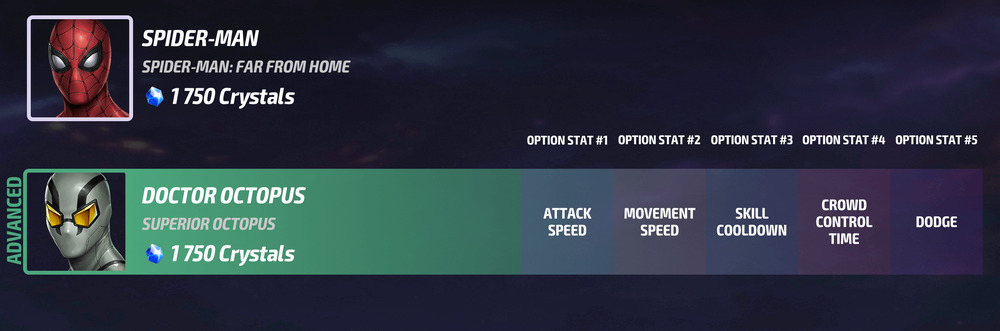 SPIDER-MAN
SPIDER-MAN: FAR FROM HOME
1 750 Crystals
OPTION STAT #1 OPTION STAT #2 OPTION STAT #3 OPTION STAT #4 OPTION STAT #5
ADVANCED
DOCTOR OCTOPUS
SUPERIOR OCTOPUS
1 750 Crystals
ATTACK
SPEED
MOVEMENT
SPEED
SKILL
COOLDOWN
CROWD
CONTROL
TIME
DODGE